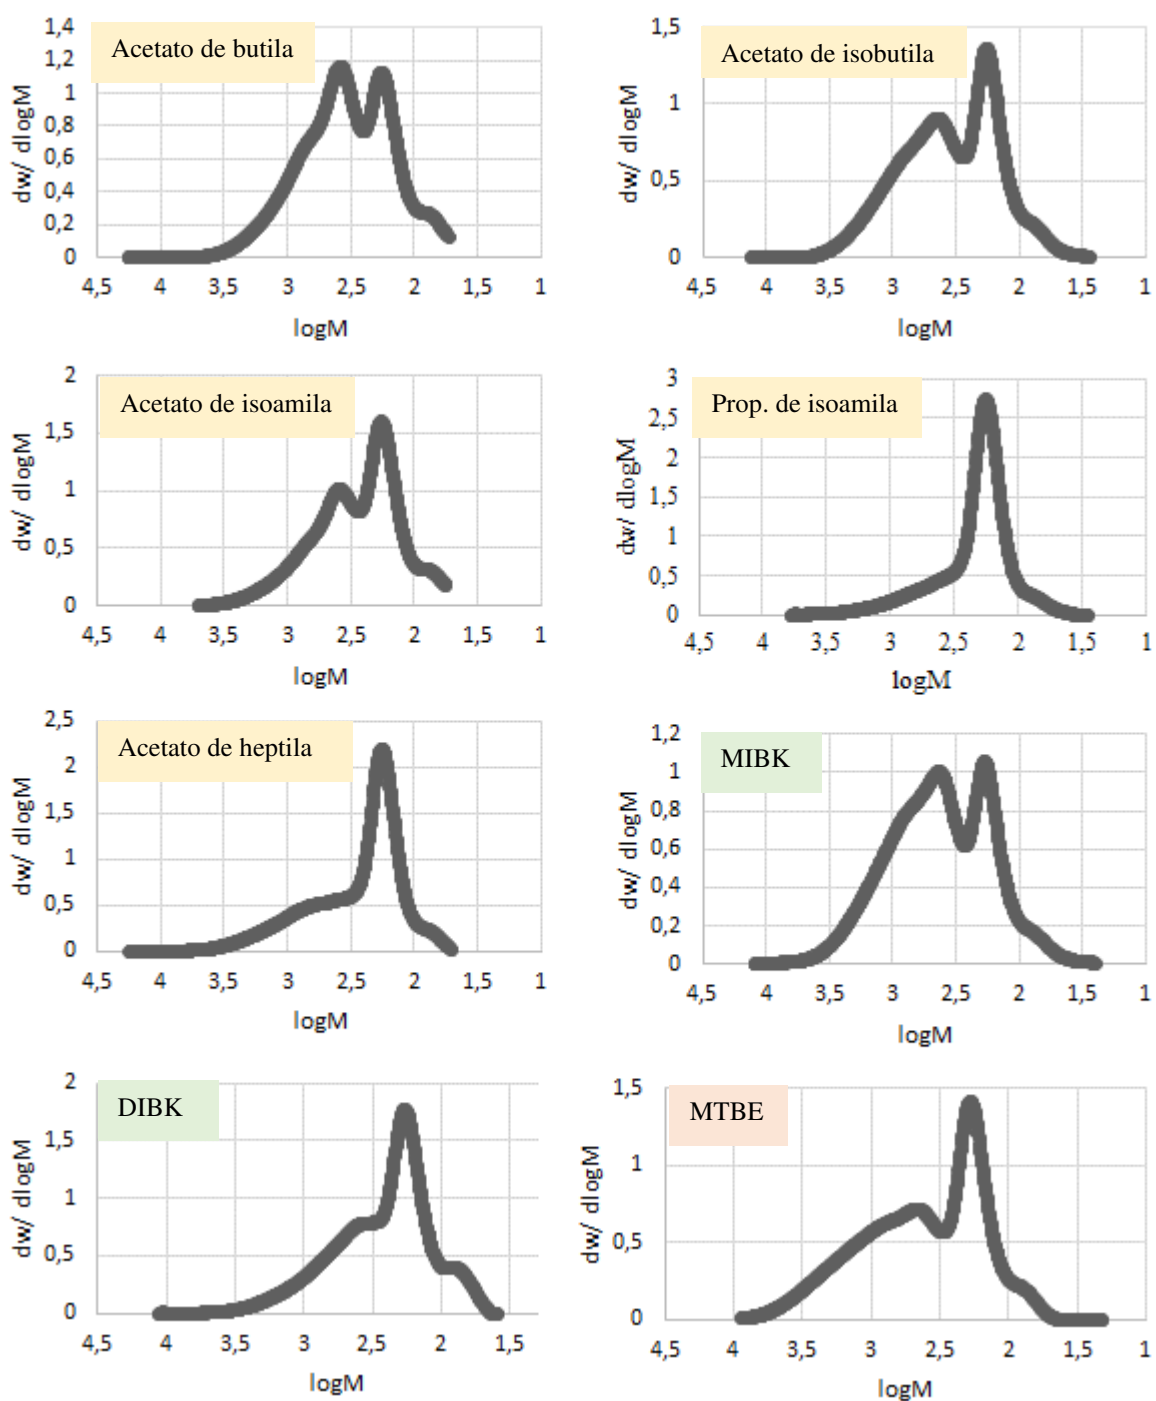 Acetato de butila
dw/ dlogM
1,4
1,2
1
0,8
0,6
0,4
0,2
0
4,5 4 3,5 3 2,5 2 1,5 1
logM
Acetato de isobutila
dw/ dlogM
1,5
1
0,5
0
4,5 4 3,5 3 2,5 2 1,5 1
logM
Acetato de isoamila
dw/ dlogM
2
1,5
1
0,5
0
4,5 4 3,5 3 2,5 2 1,5 1
logM
Prop. de isoamila
dw/ dlogM
3
2,5
2
1,5
1
0,5
0
4,5 4 3,5 3 2,5 2 1,5 1
logM
Acetato de heptila
dw/ dlogM
2,5
2
1,5
1
0,5
0
4,5 4 3,5 3 2,5 2 1,5 1
logM
MIBK
dw/ dlogM
1,2
1
0,8
0,6
0,4
0,2
0
4,5 4 3,5 3 2,5 2 1,5 1
logM
DIBK
dw/ dlogM
2
1,5
1
0,5
0
4,5 4 3,5 3 2,5 2 1,5
logM
MTBE
dw/ dlogM
1,5
1
0,5
0
4,5 4 3,5 3 2,5 2 1,5 1
logM